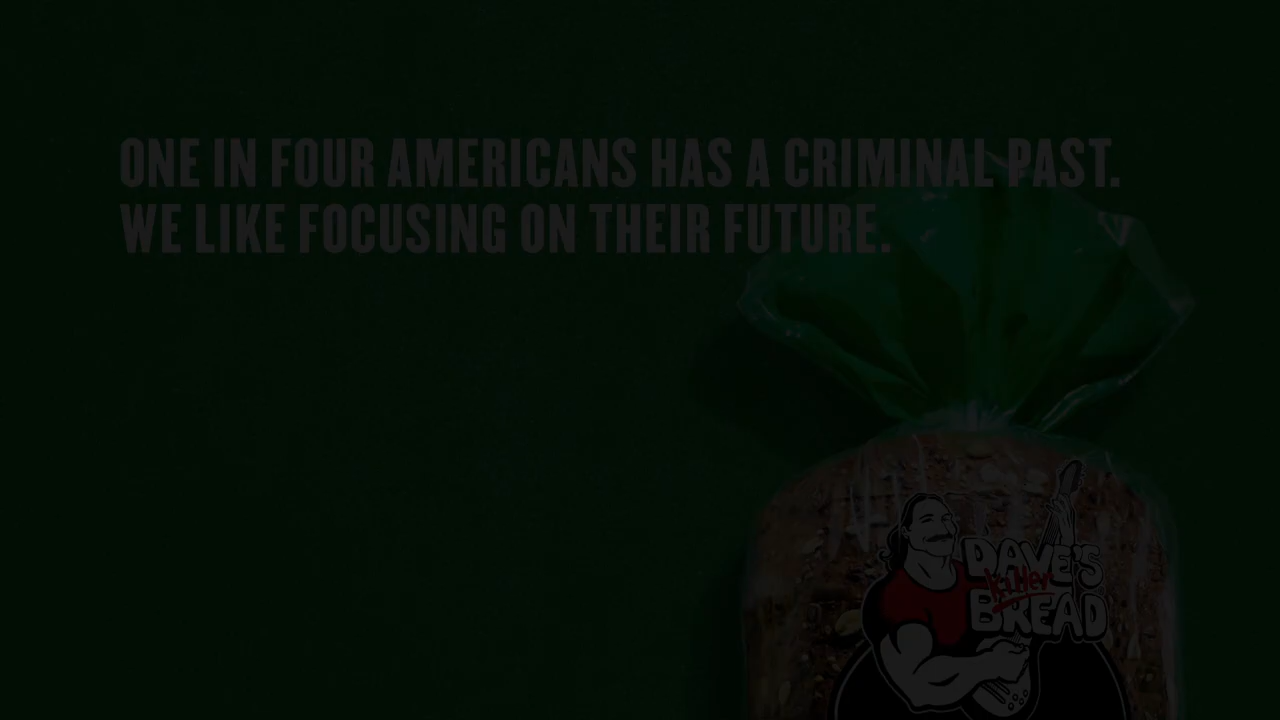 ONE IN FOUR AMERICANS HAS A CRIMINAL PAST.
WE LIKE FOCUSING ON THEIR FUTURE.
DAVE'S
Killer
BREAD